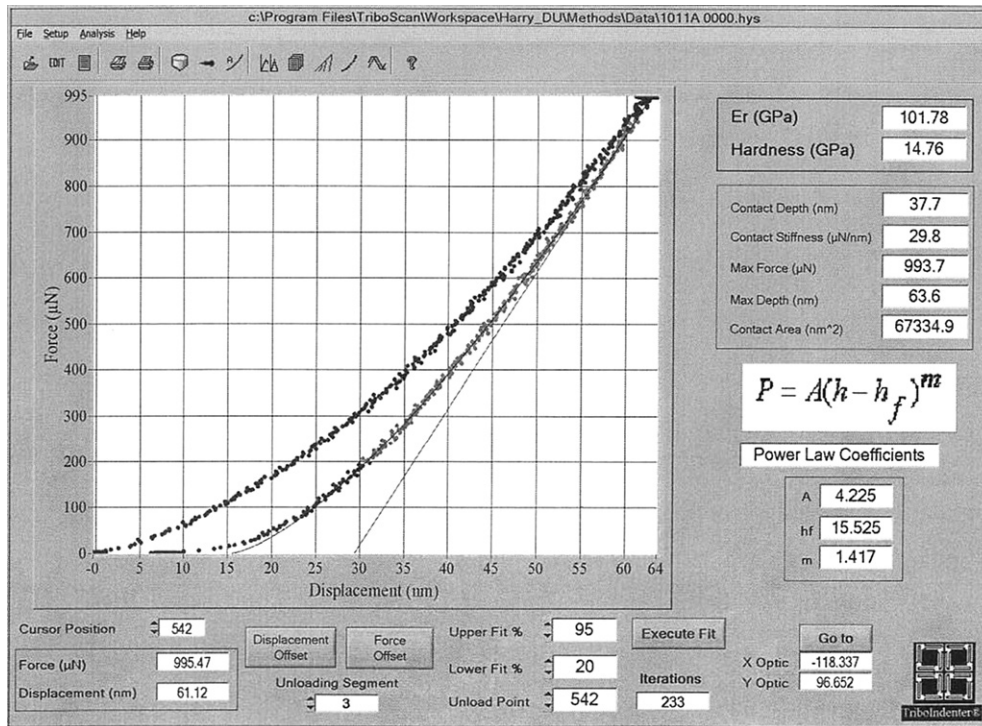 c:\Program Files\TriboScan\Workspace\Harry_DU\Methods\Data\1011A 0000.hys
File Setup Analysis Help
EDIT
Er (GPa) 101.78
Hardness (GPa) 14.76
Contact Depth (nm) 37.7
Contact Stiffness (µN/nm) 29.8
Max Force (µN) 993.7
Max Depth (nm) 63.6
Contact Area (nm^2) 67334.9
P = A(h - h_f)^m
Power Law Coefficients
A 4.225
hf 15.525
m 1.417
995
900
800
700
600
500
400
300
200
100
0
Force (µN)
-0 5 10 15 20 25 30 35 40 45 50 55 60 64
Displacement (nm)
Cursor Position 542
Force (µN) 995.47
Displacement (nm) 61.12
Displacement Offset
Force Offset
Unloading Segment
3
Upper Fit % 95
Lower Fit % 20
Unload Point 542
Execute Fit
Iterations
233
Go to
X Optic -118.337
Y Optic 96.652
TriboIndenter®